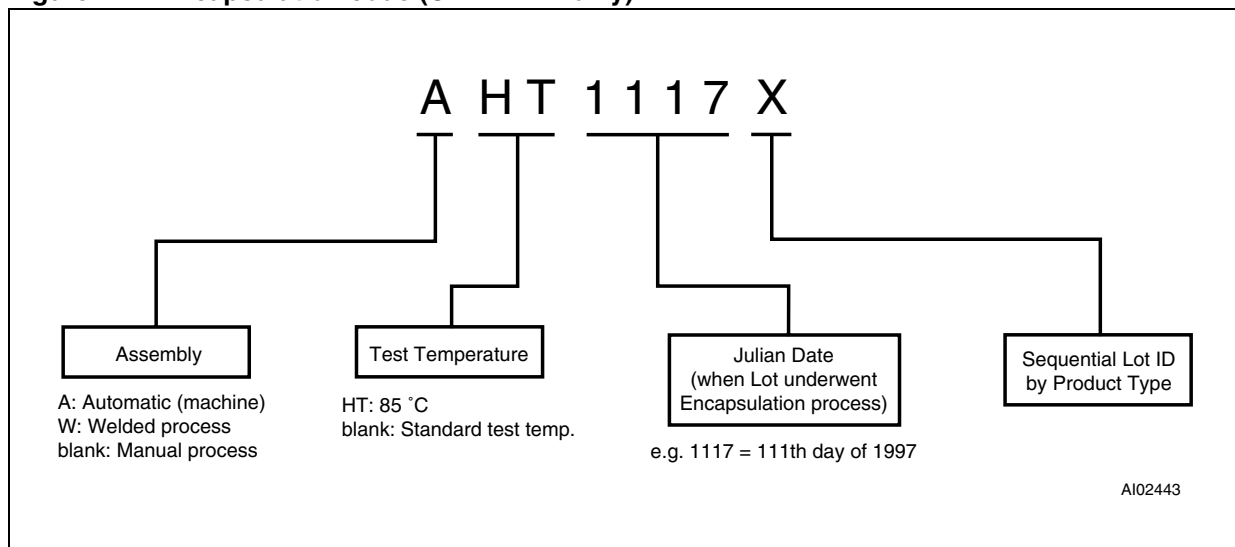 A HT 1117 X
Assembly
A: Automatic (machine)
W: Welded process
blank: Manual process
Test Temperature
HT: 85 ˚C
blank: Standard test temp.
Julian Date
(when Lot underwent
Encapsulation process)
e.g. 1117 = 111th day of 1997
Sequential Lot ID
by Product Type
AI02443